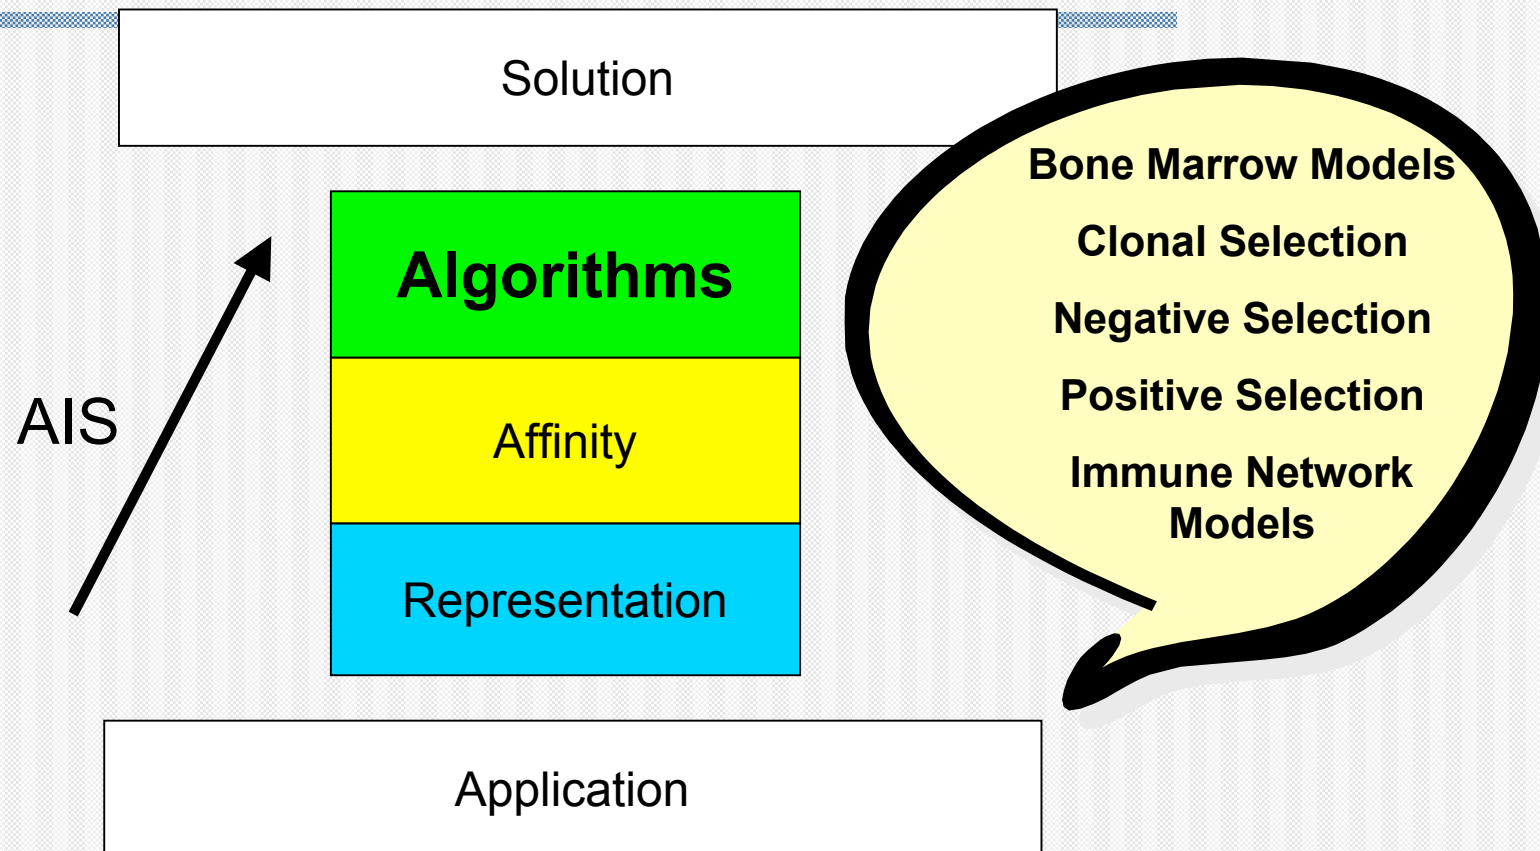 Solution
Algorithms
AIS
Affinity
Representation
Application
Bone Marrow Models
Clonal Selection
Negative Selection
Positive Selection
Immune Network
Models